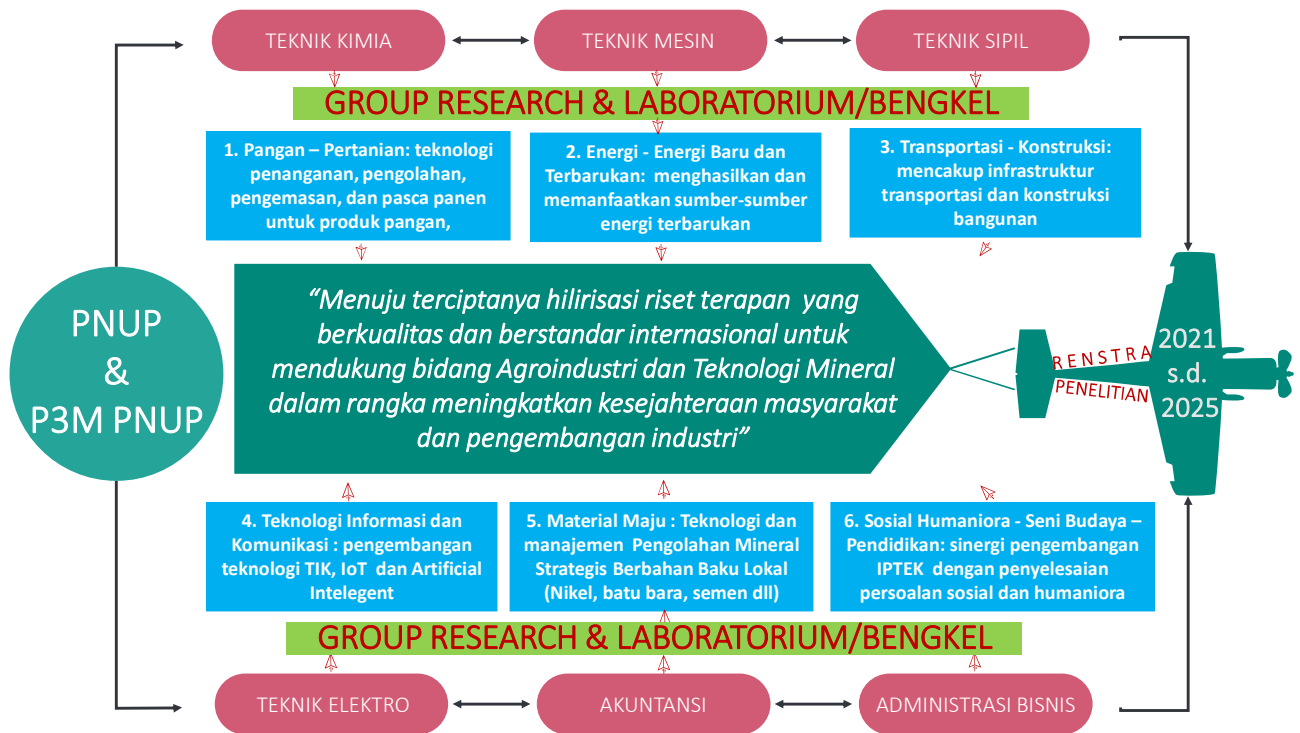 TEKNIK KIMIA
TEKNIK MESIN
TEKNIK SIPIL
GROUP RESEARCH & LABORATORIUM/BENGKEL
1. Pangan – Pertanian: teknologi
penanganan, pengolahan,
pengemasan, dan pasca panen
untuk produk pangan,
2. Energi - Energi Baru dan
Terbarukan: menghasilkan dan
memanfaatkan sumber-sumber
energi terbarukan
3. Transportasi - Konstruksi:
mencakup infrastruktur
transportasi dan konstruksi
bangunan
PNUP
&
P3M PNUP
“Menuju terciptanya hilirisasi riset terapan yang
berkualitas dan berstandar internasional untuk
mendukung bidang Agroindustri dan Teknologi Mineral
dalam rangka meningkatkan kesejahteraan masyarakat
dan pengembangan industri”
RENSTRA
PENELITIAN
2021
s.d.
2025
4. Teknologi Informasi dan
Komunikasi : pengembangan
teknologi TIK, IoT dan Artificial
Intelegent
5. Material Maju : Teknologi dan
manajemen Pengolahan Mineral
Strategis Berbahan Baku Lokal
(Nikel, batu bara, semen dll)
6. Sosial Humaniora - Seni Budaya –
Pendidikan: sinergi pengembangan
IPTEK dengan penyelesaian
persoalan sosial dan humaniora
GROUP RESEARCH & LABORATORIUM/BENGKEL
TEKNIK ELEKTRO
AKUNTANSI
ADMINISTRASI BISNIS